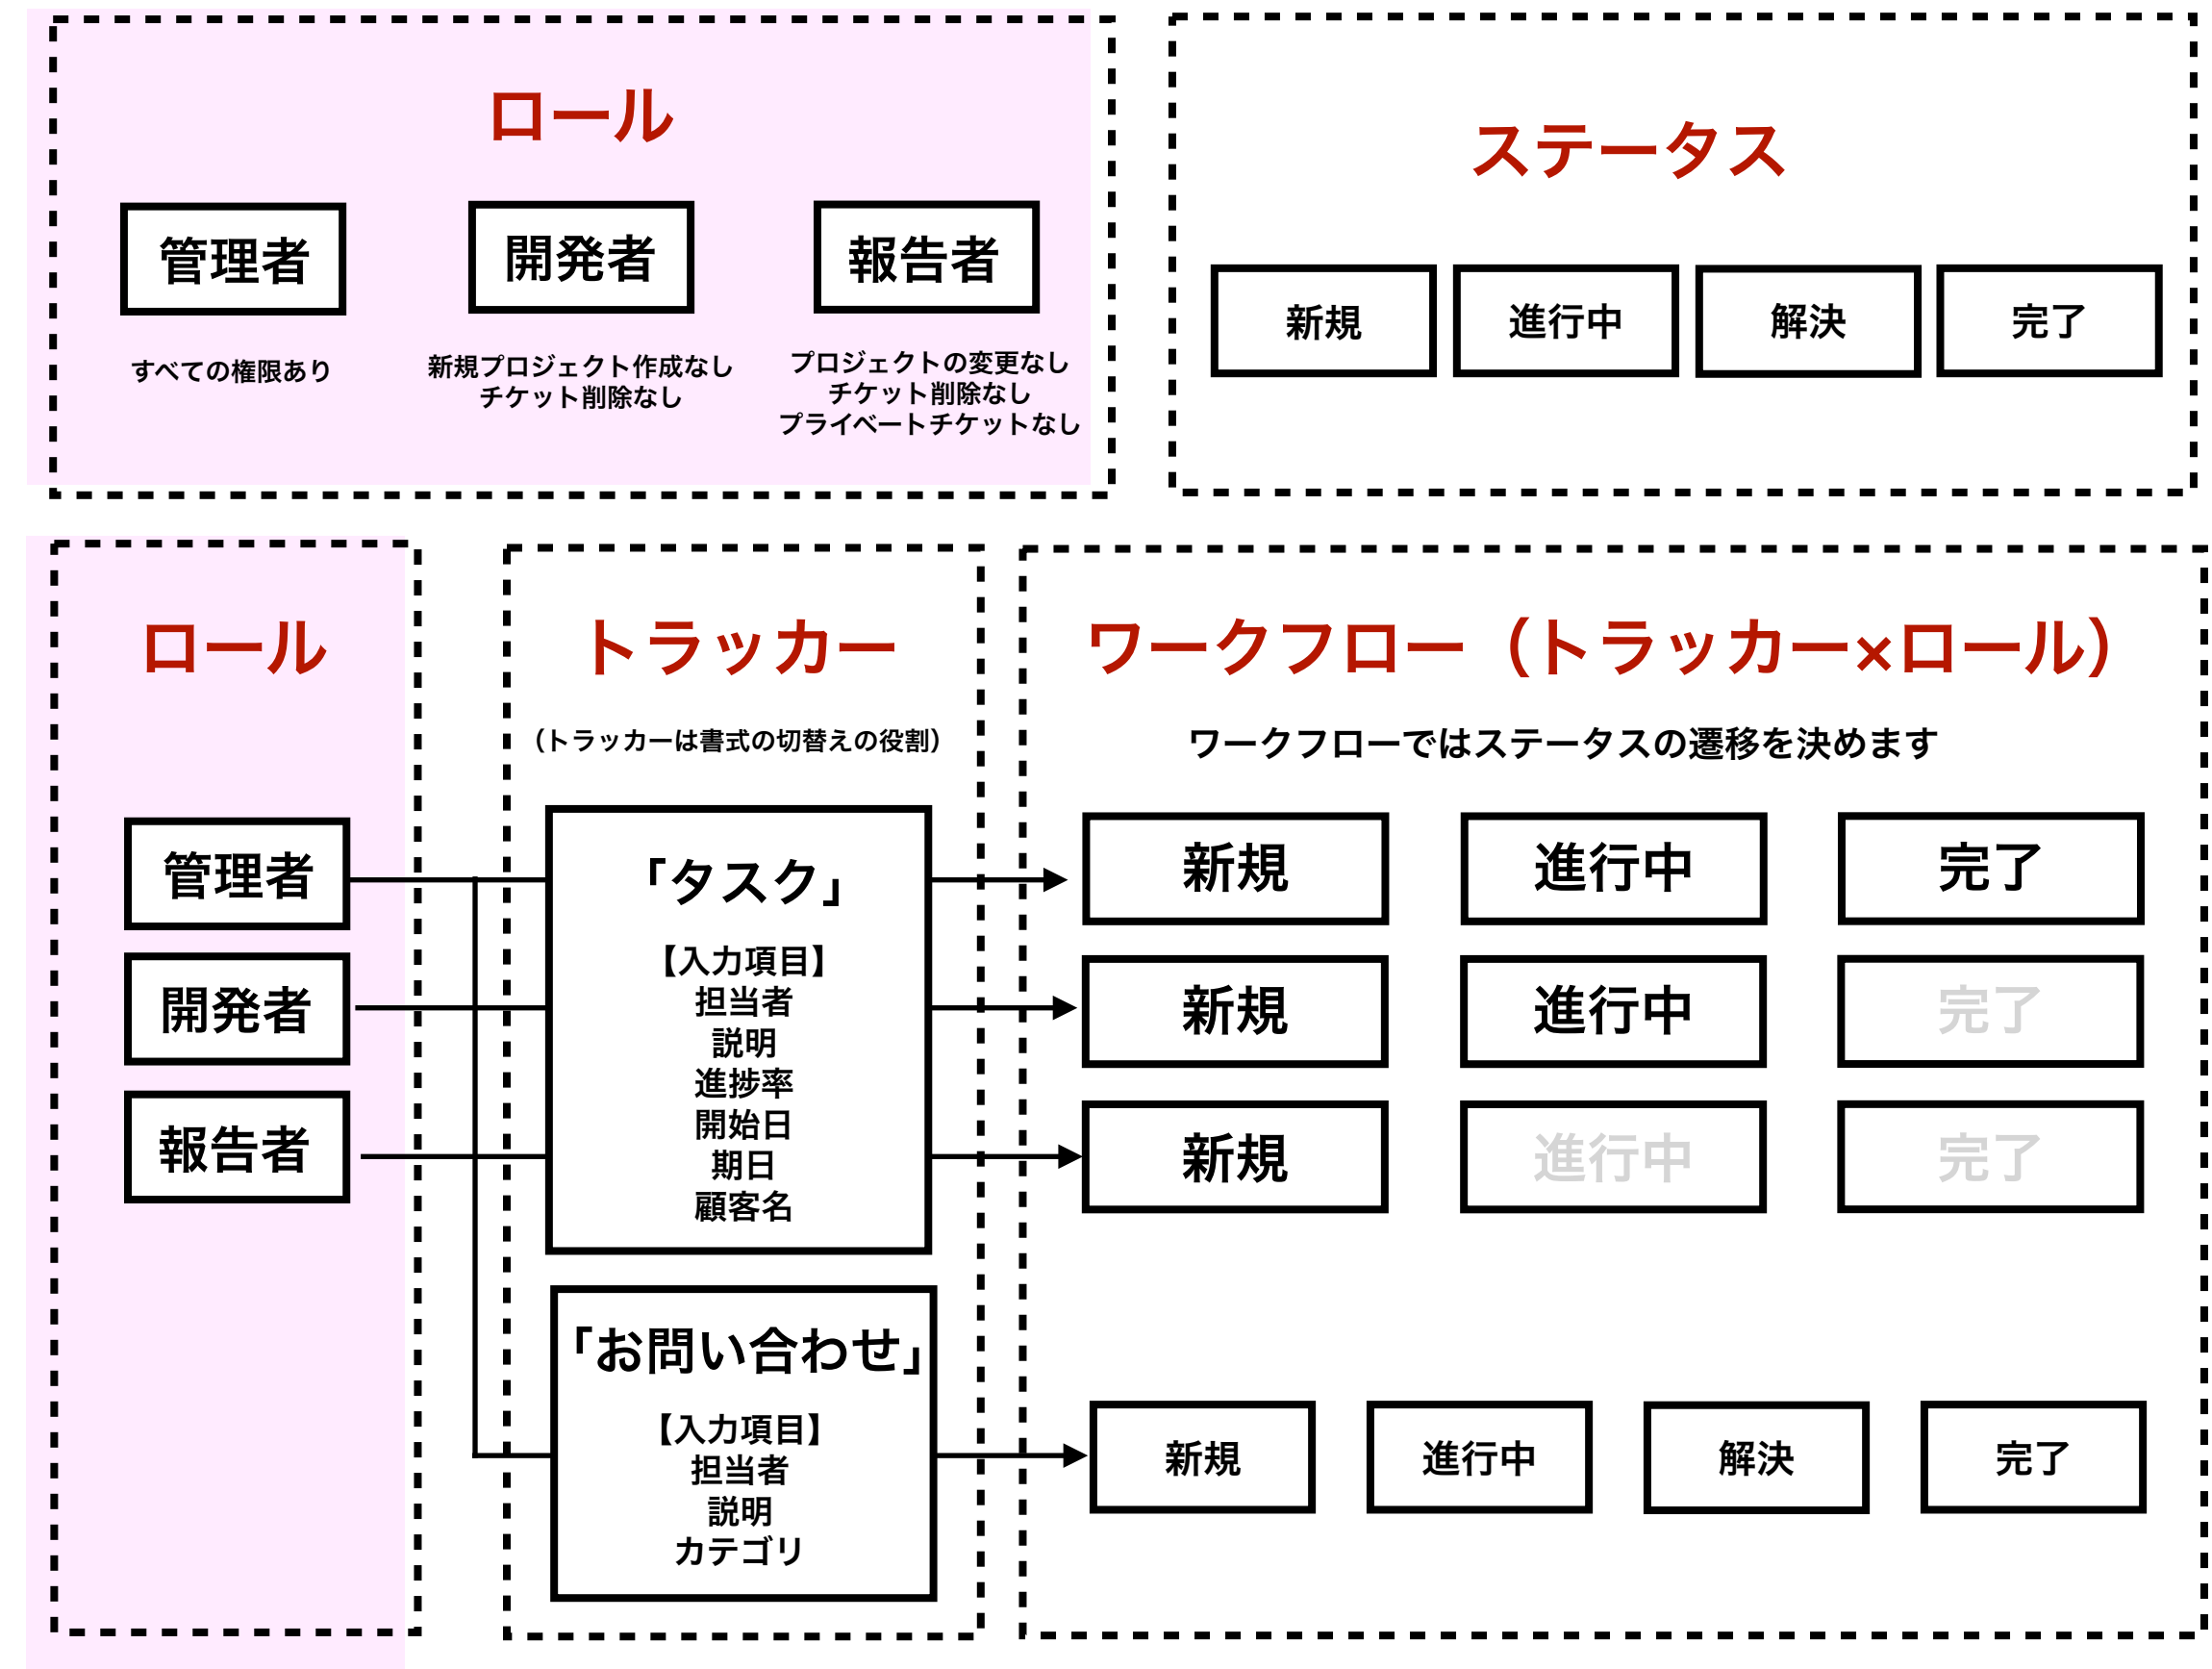 ロール
管理者
開発者
報告者
すべての権限あり
新規プロジェクト作成なし
チケット削除なし
プロジェクトの変更なし
チケット削除なし
プライベートチケットなし
ステータス
新規
進行中
解決
完了
ロール
管理者
開発者
報告者
トラッカー
（トラッカーは書式の切替えの役割）
「タスク」
【入力項目】
担当者
説明
進捗率
開始日
期日
顧客名
「お問い合わせ」
【入力項目】
担当者
説明
カテゴリ
ワークフロー（トラッカー×ロール）
ワークフローではステータスの遷移を決めます
新規
進行中
完了
新規
進行中
完了
新規
進行中
完了
新規
進行中
解決
完了